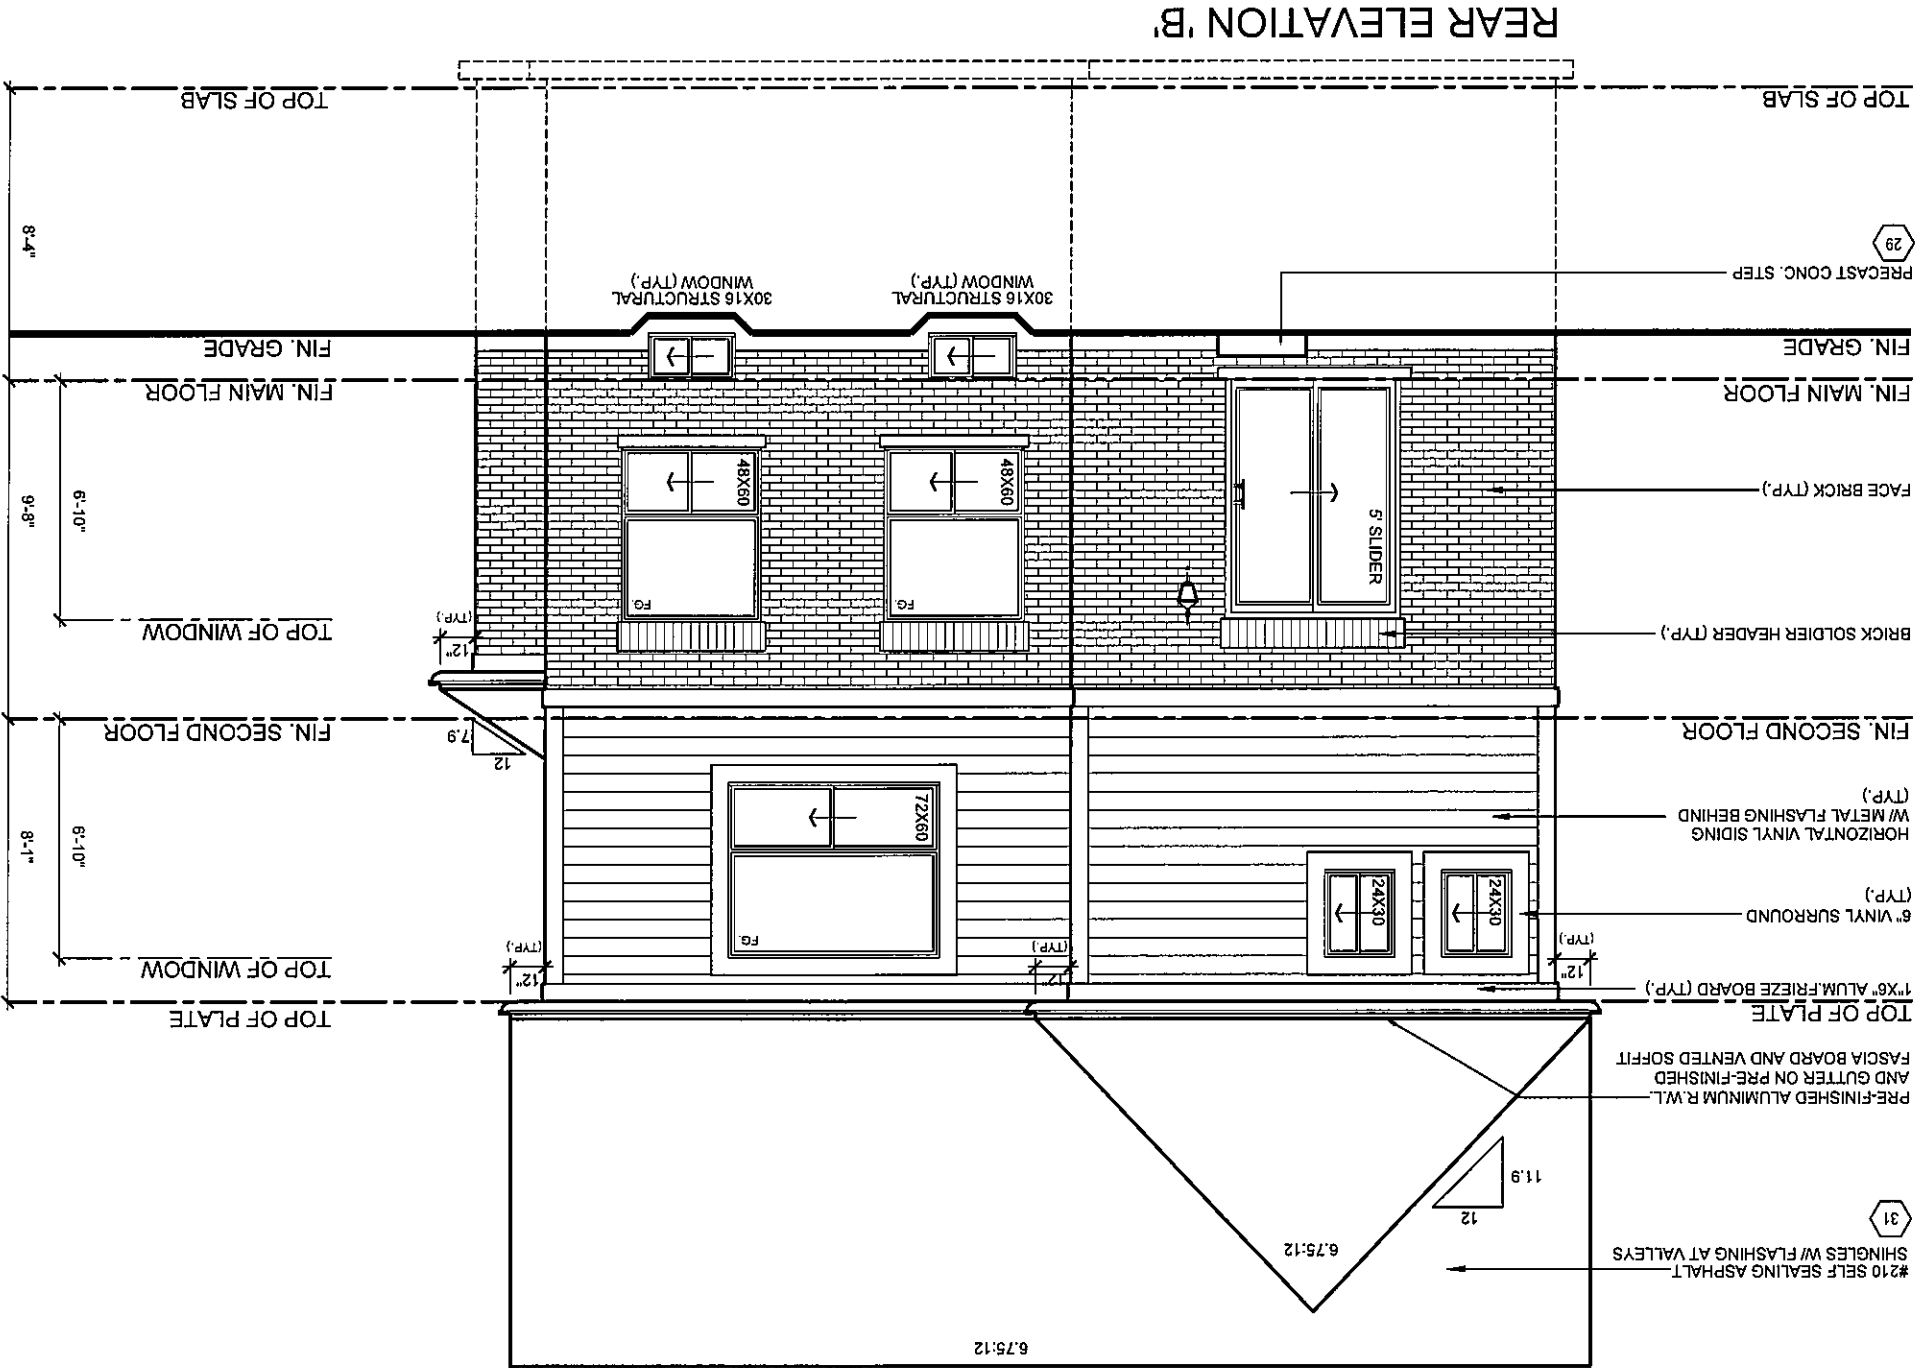 6.75:12
#210 SELF SEALING ASPHALT
SHINGLES W/ FLASHING AT VALLEYS
31
6.75:12
12
11.9
PRE-FINISHED ALUMINUM R.W.L.
AND GUTTER ON PRE-FINISHED
FASCIA BOARD AND VENTED SOFFIT
TOP OF PLATE
TOP OF PLATE
1"X6" ALUM.FRIEZE BOARD (TYP.)
12"
(TYP.)
12"
(TYP.)
12"
(TYP.)
TOP OF WINDOW
6" VINYL SURROUND
(TYP.)
24X30
24X30
FG.
72X60
6'-10"
8'-1"
HORIZONTAL VINYL SIDING
W/ METAL FLASHING BEHIND
(TYP.)
12
7.9
FIN. SECOND FLOOR
FIN. SECOND FLOOR
BRICK SOLDIER HEADER (TYP.)
12"
(TYP.)
TOP OF WINDOW
5' SLIDER
FG.
FG.
48X60
48X60
FACE BRICK (TYP.)
6'-10"
9'-8"
FIN. MAIN FLOOR
FIN. MAIN FLOOR
FIN. GRADE
FIN. GRADE
30X16 STRUCTURAL
WINDOW (TYP.)
30X16 STRUCTURAL
WINDOW (TYP.)
PRECAST CONC. STEP
29
8'-4"
TOP OF SLAB
TOP OF SLAB
REAR ELEVATION 'B'